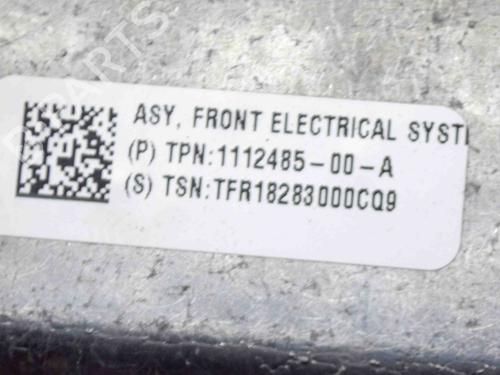 ASY, FRONT ELECTRICAL SYST
(P) TPN:1112485-00-A
(S) TSN:TFR18283000CQ9